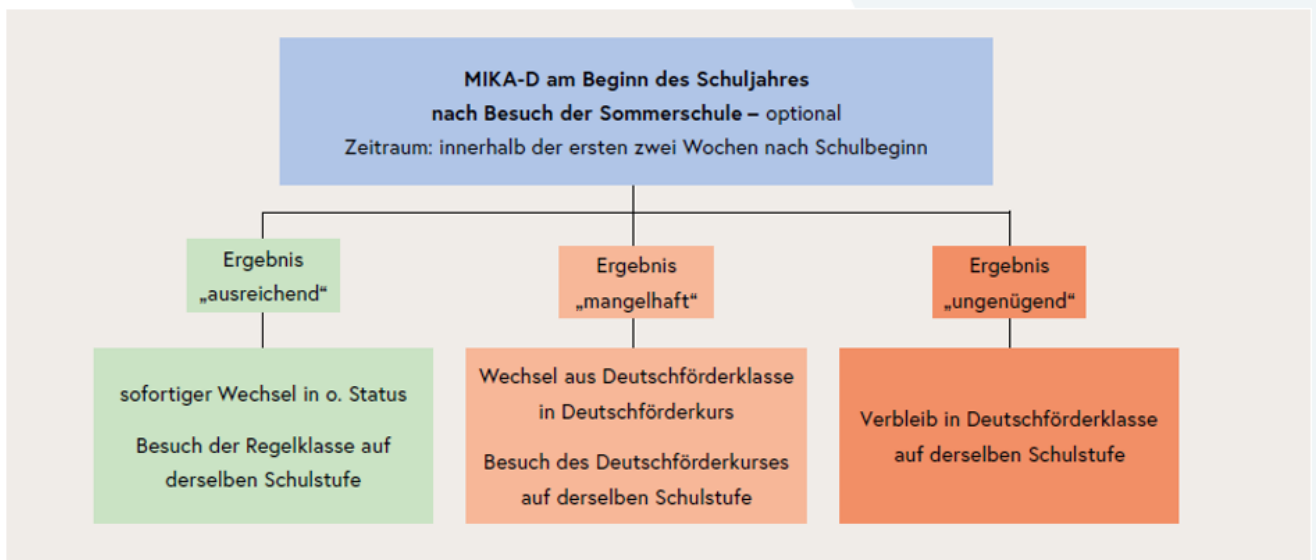 MIKA-D am Beginn des Schuljahres
nach Besuch der Sommerschule – optional
Zeitraum: innerhalb der ersten zwei Wochen nach Schulbeginn
Ergebnis
„ausreichend“
Ergebnis
„mangelhaft“
Ergebnis
„ungenügend“
sofortiger Wechsel in o. Status
Besuch der Regelklasse auf
derselben Schulstufe
Wechsel aus Deutschförderklasse
in Deutschförderkurs
Besuch des Deutschförderkurses
auf derselben Schulstufe
Verbleib in Deutschförderklasse
auf derselben Schulstufe